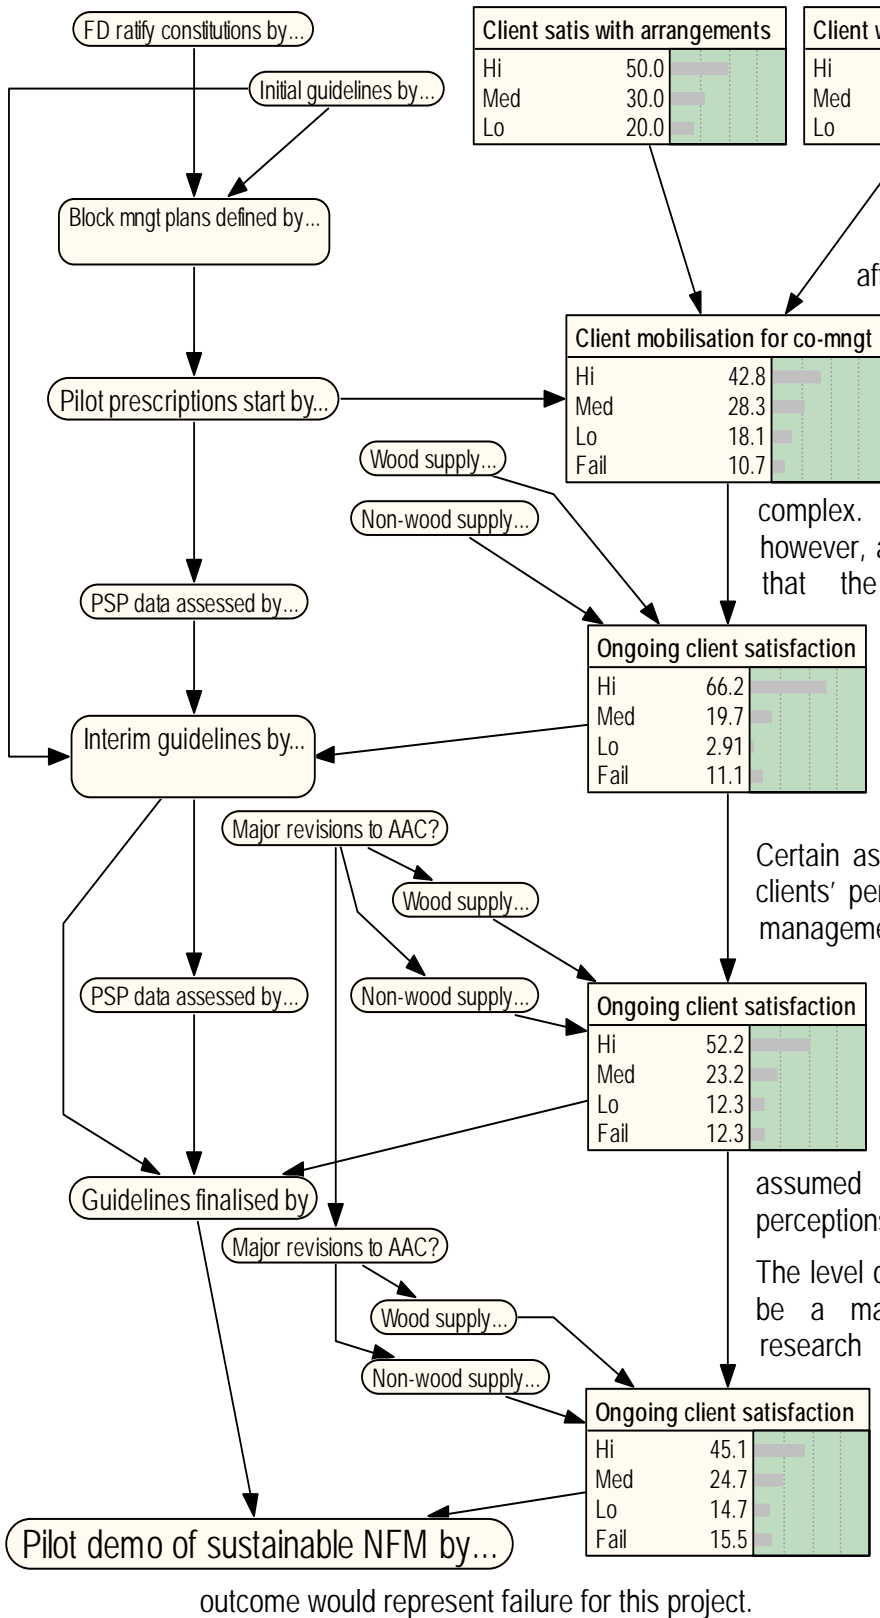 FD ratify constitutions by...
Initial guidelines by...
Client satis with arrangements
Hi 50.0
Med 30.0
Lo 20.0
Client
Hi
Med
Lo
Block mngt plans defined by...
Client mobilisation for co-mngt
Hi 42.8
Med 28.3
Lo 18.1
Fail 10.7
Pilot prescriptions start by...
Wood supply...
Non-wood supply...
complex.
however,
that the
PSP data assessed by...
Ongoing client satisfaction
Hi 66.2
Med 19.7
Lo 2.91
Fail 11.1
Interim guidelines by...
Major revisions to AAC?
Wood supply...
Non-wood supply...
Certain
clients'
PSP data assessed by...
Ongoing client satisfaction
Hi 52.2
Med 23.2
Lo 12.3
Fail 12.3
Guidelines finalised by
assumed
Major revisions to AAC?
The level
be a
research
Wood supply...
Non-wood supply...
Ongoing client satisfaction
Hi 45.1
Med 24.7
Lo 14.7
Fail 15.5
Pilot demo of sustainable NFM by...
outcome would represent failure for this project.